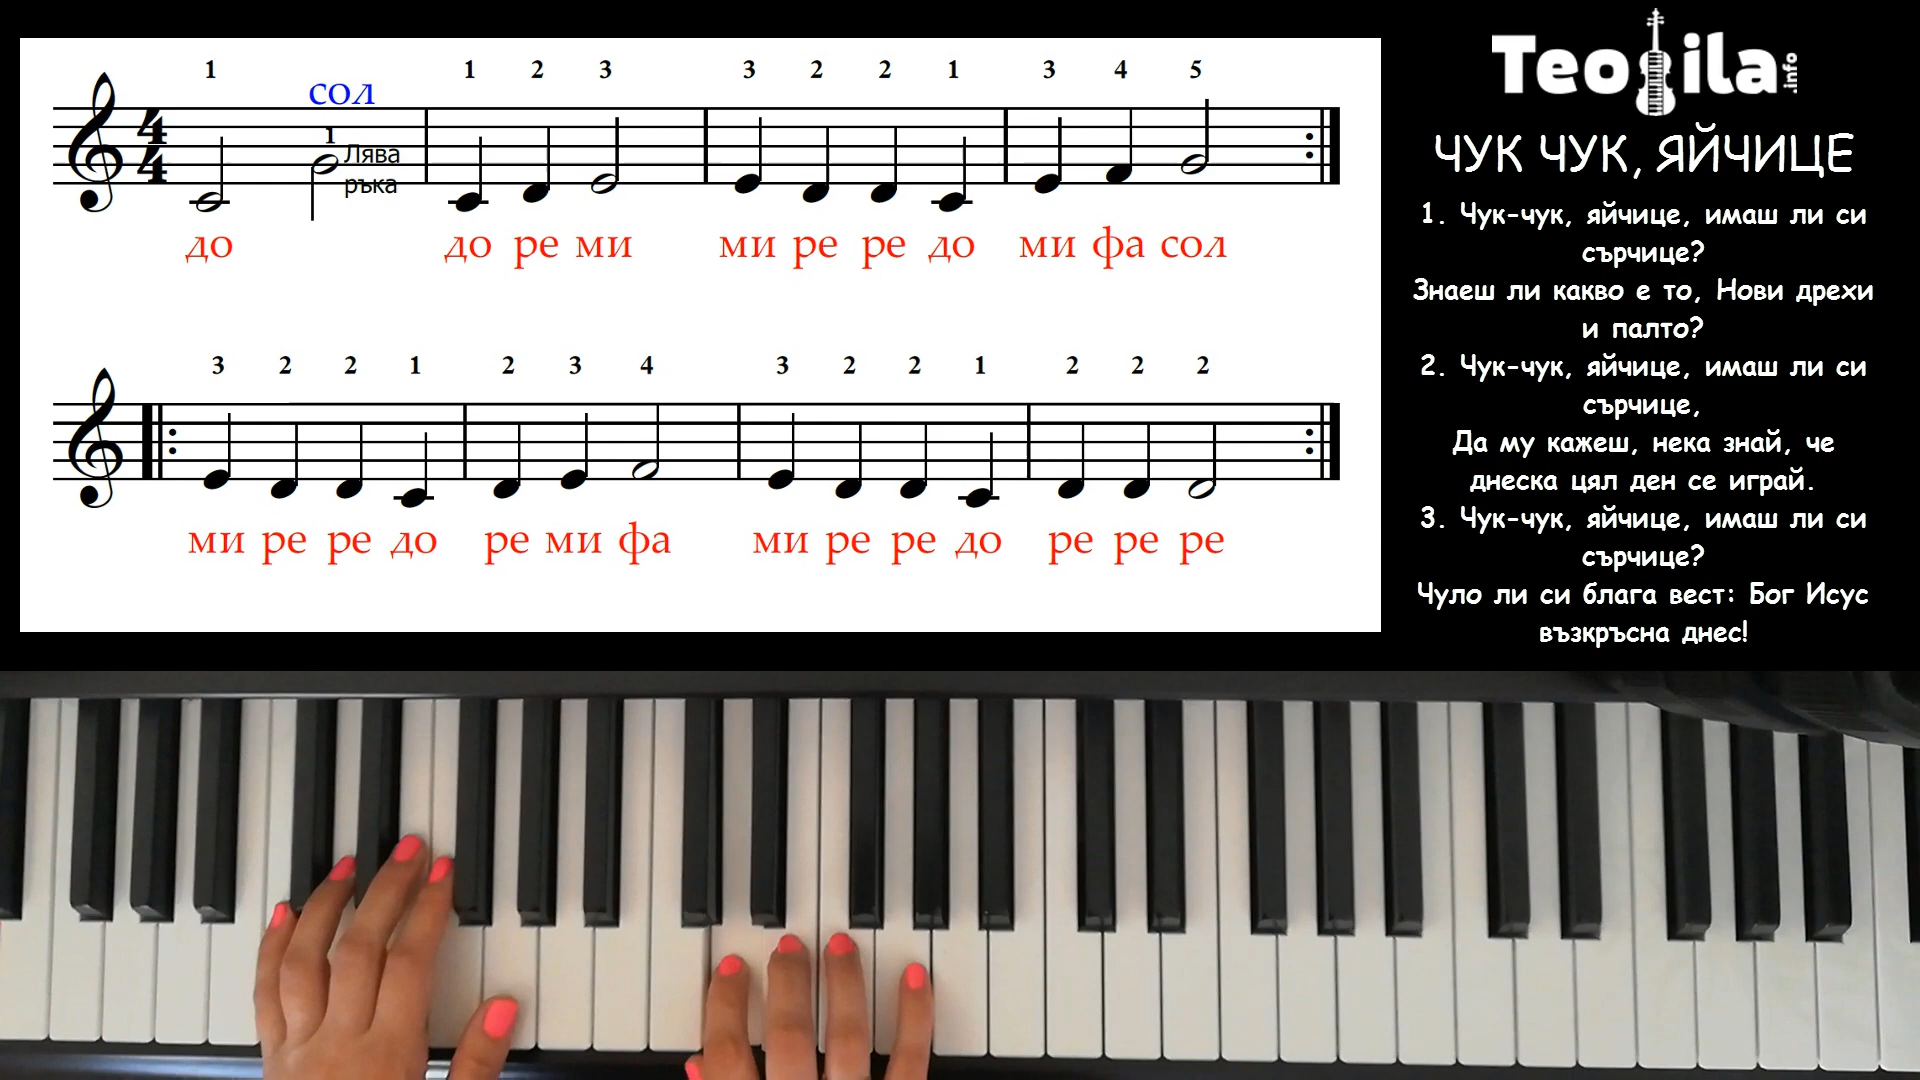 1 1 2 3 3 2 2 1 3 4 5
сол
1
Лява
ръка
4
4
до до ре ми ми ре ре до ми фа сол
3 2 2 1 2 3 4 3 2 2 1 2 2 2
ми ре ре до ре ми фа ми ре ре до ре ре ре
Teofila.info
ЧУК ЧУК, ЯЙЧИЦЕ
1. Чук-чук, яйчице, имаш ли си
сърчице?
Знаеш ли какво е то, Нови дрехи
и палто?
2. Чук-чук, яйчице, имаш ли си
сърчице,
Да му кажеш, нека знай, че
днеска цял ден се играй.
3. Чук-чук, яйчице, имаш ли си
сърчице?
Чуло ли си блага вест: Бог Исус
възкръсна днес!